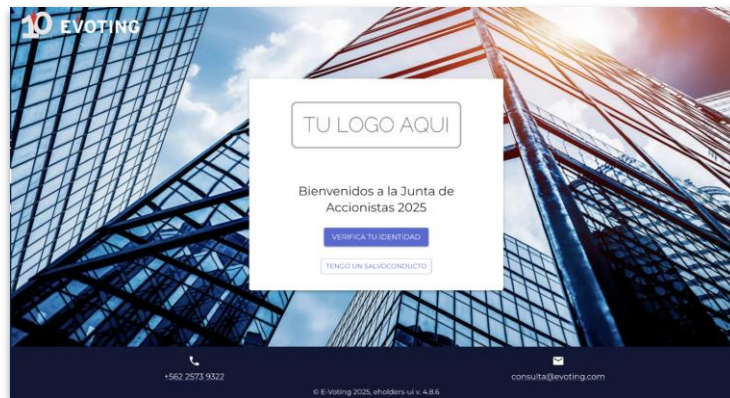 10 EVOTING
TU LOGO AQUI
Bienvenidos a la Junta de
Accionistas 2025
VERIFICA TU IDENTIDAD
TENGO UN SALVOCONDUCTO
+562 2573 9322
consulta@evoting.com
© E-Voting 2025, eholders-ui v. 4.8.6